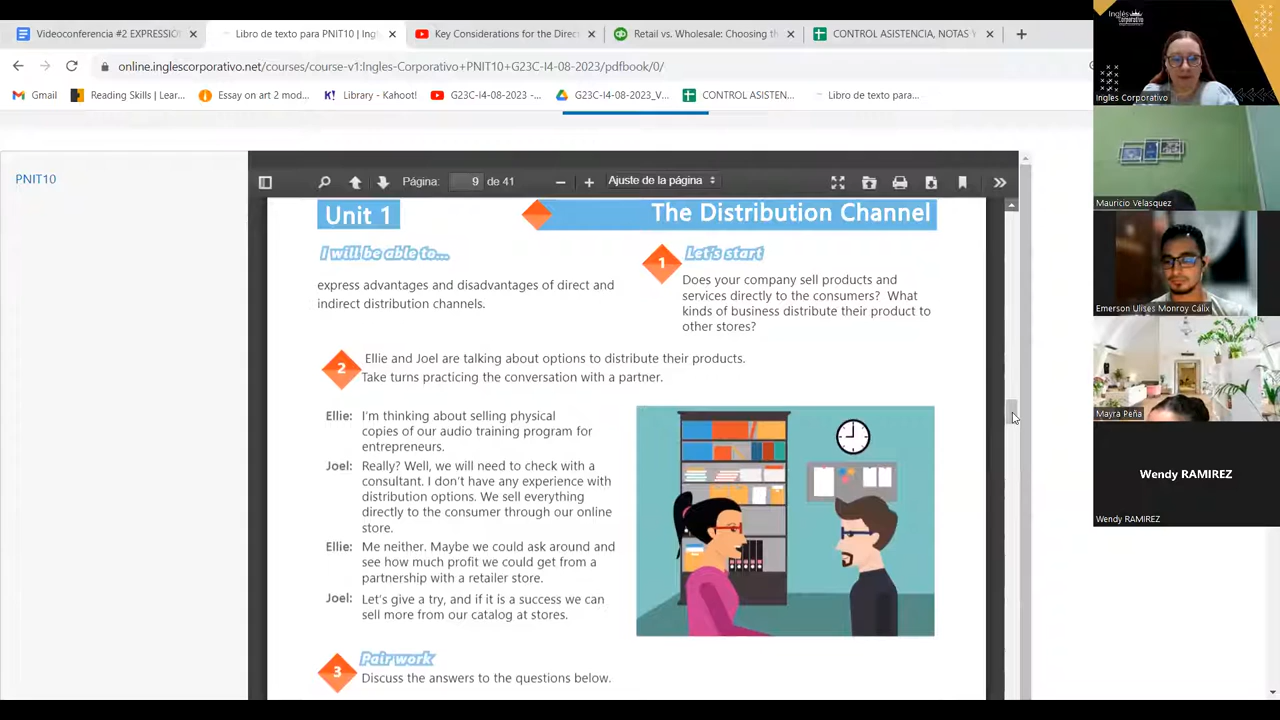 Videoconferencia #2 EXPRESSIO
Libro de texto para PNIT10 | Ingl
Key Considerations for the Direct
Retail vs. Wholesale: Choosing th
CONTROL ASISTENCIA, NOTAS Y
online.inglescorporativo.net/courses/course-v1:Ingles-Corporativo+PNIT10+G23C-I4-08-2023/pdfbook/0/
Gmail
Reading Skills | Lear...
Essay on art 2 mod...
Library - Kahoot!
G23C-I4-08-2023 -...
G23C-I4-08-2023_V...
CONTROL ASISTEN...
Libro de texto para...
PNIT10
Página: 9 de 41
Ajuste de la página
Unit 1
The Distribution Channel
I will be able to...
express advantages and disadvantages of direct and
indirect distribution channels.
1
Let's start
Does your company sell products and
services directly to the consumers? What
kinds of business distribute their product to
other stores?
2
Ellie and Joel are talking about options to distribute their products.
Take turns practicing the conversation with a partner.
Ellie: I'm thinking about selling physical
copies of our audio training program for
entrepreneurs.
Joel: Really? Well, we will need to check with a
consultant. I don't have any experience with
distribution options. We sell everything
directly to the consumer through our online
store.
Ellie: Me neither. Maybe we could ask around and
see how much profit we could get from a
partnership with a retailer store.
Joel: Let's give a try, and if it is a success we can
sell more from our catalog at stores.
3
Pair work
Discuss the answers to the questions below.
Inglés
Corporativo
Ingles Corporativo
Mauricio Velasquez
Emerson Ulises Monroy Cálix
Mayra Peña
Wendy RAMIREZ
Wendy RAMIREZ